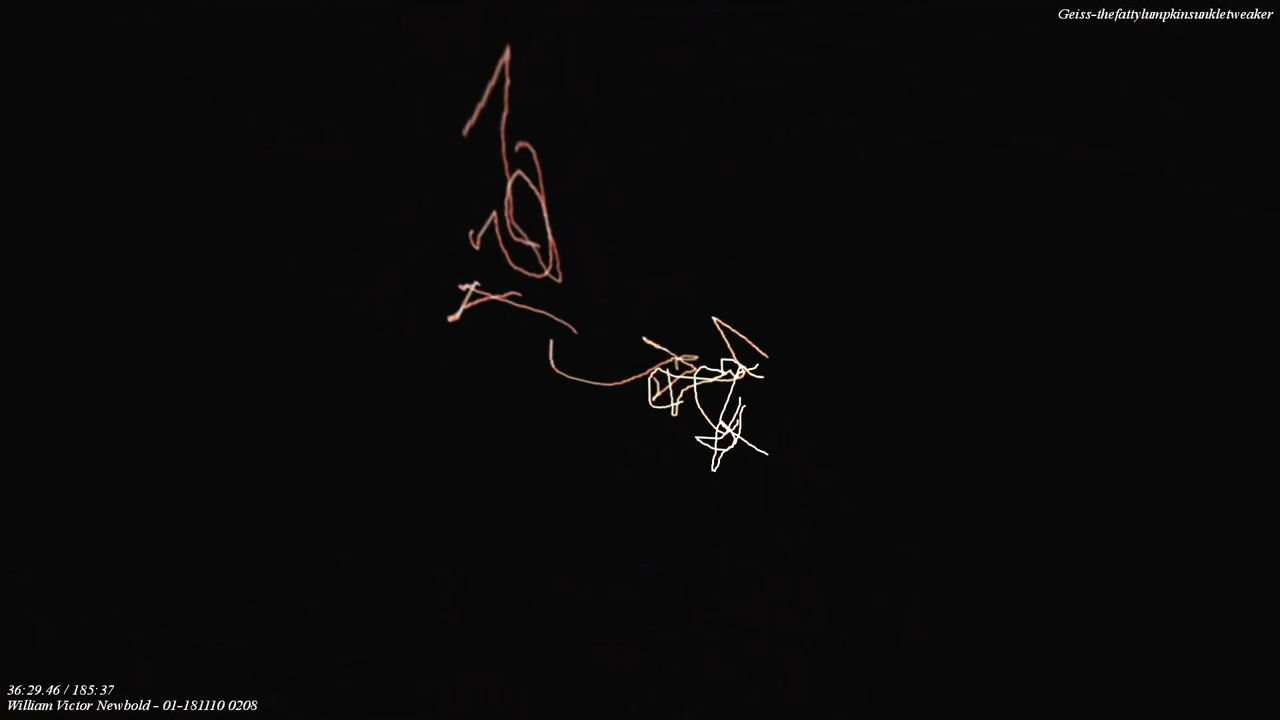 Geiss-thefattylumpkinsunkletweaker
36:29.46 / 185:37
William Victor Newbold - 01-181110 0208